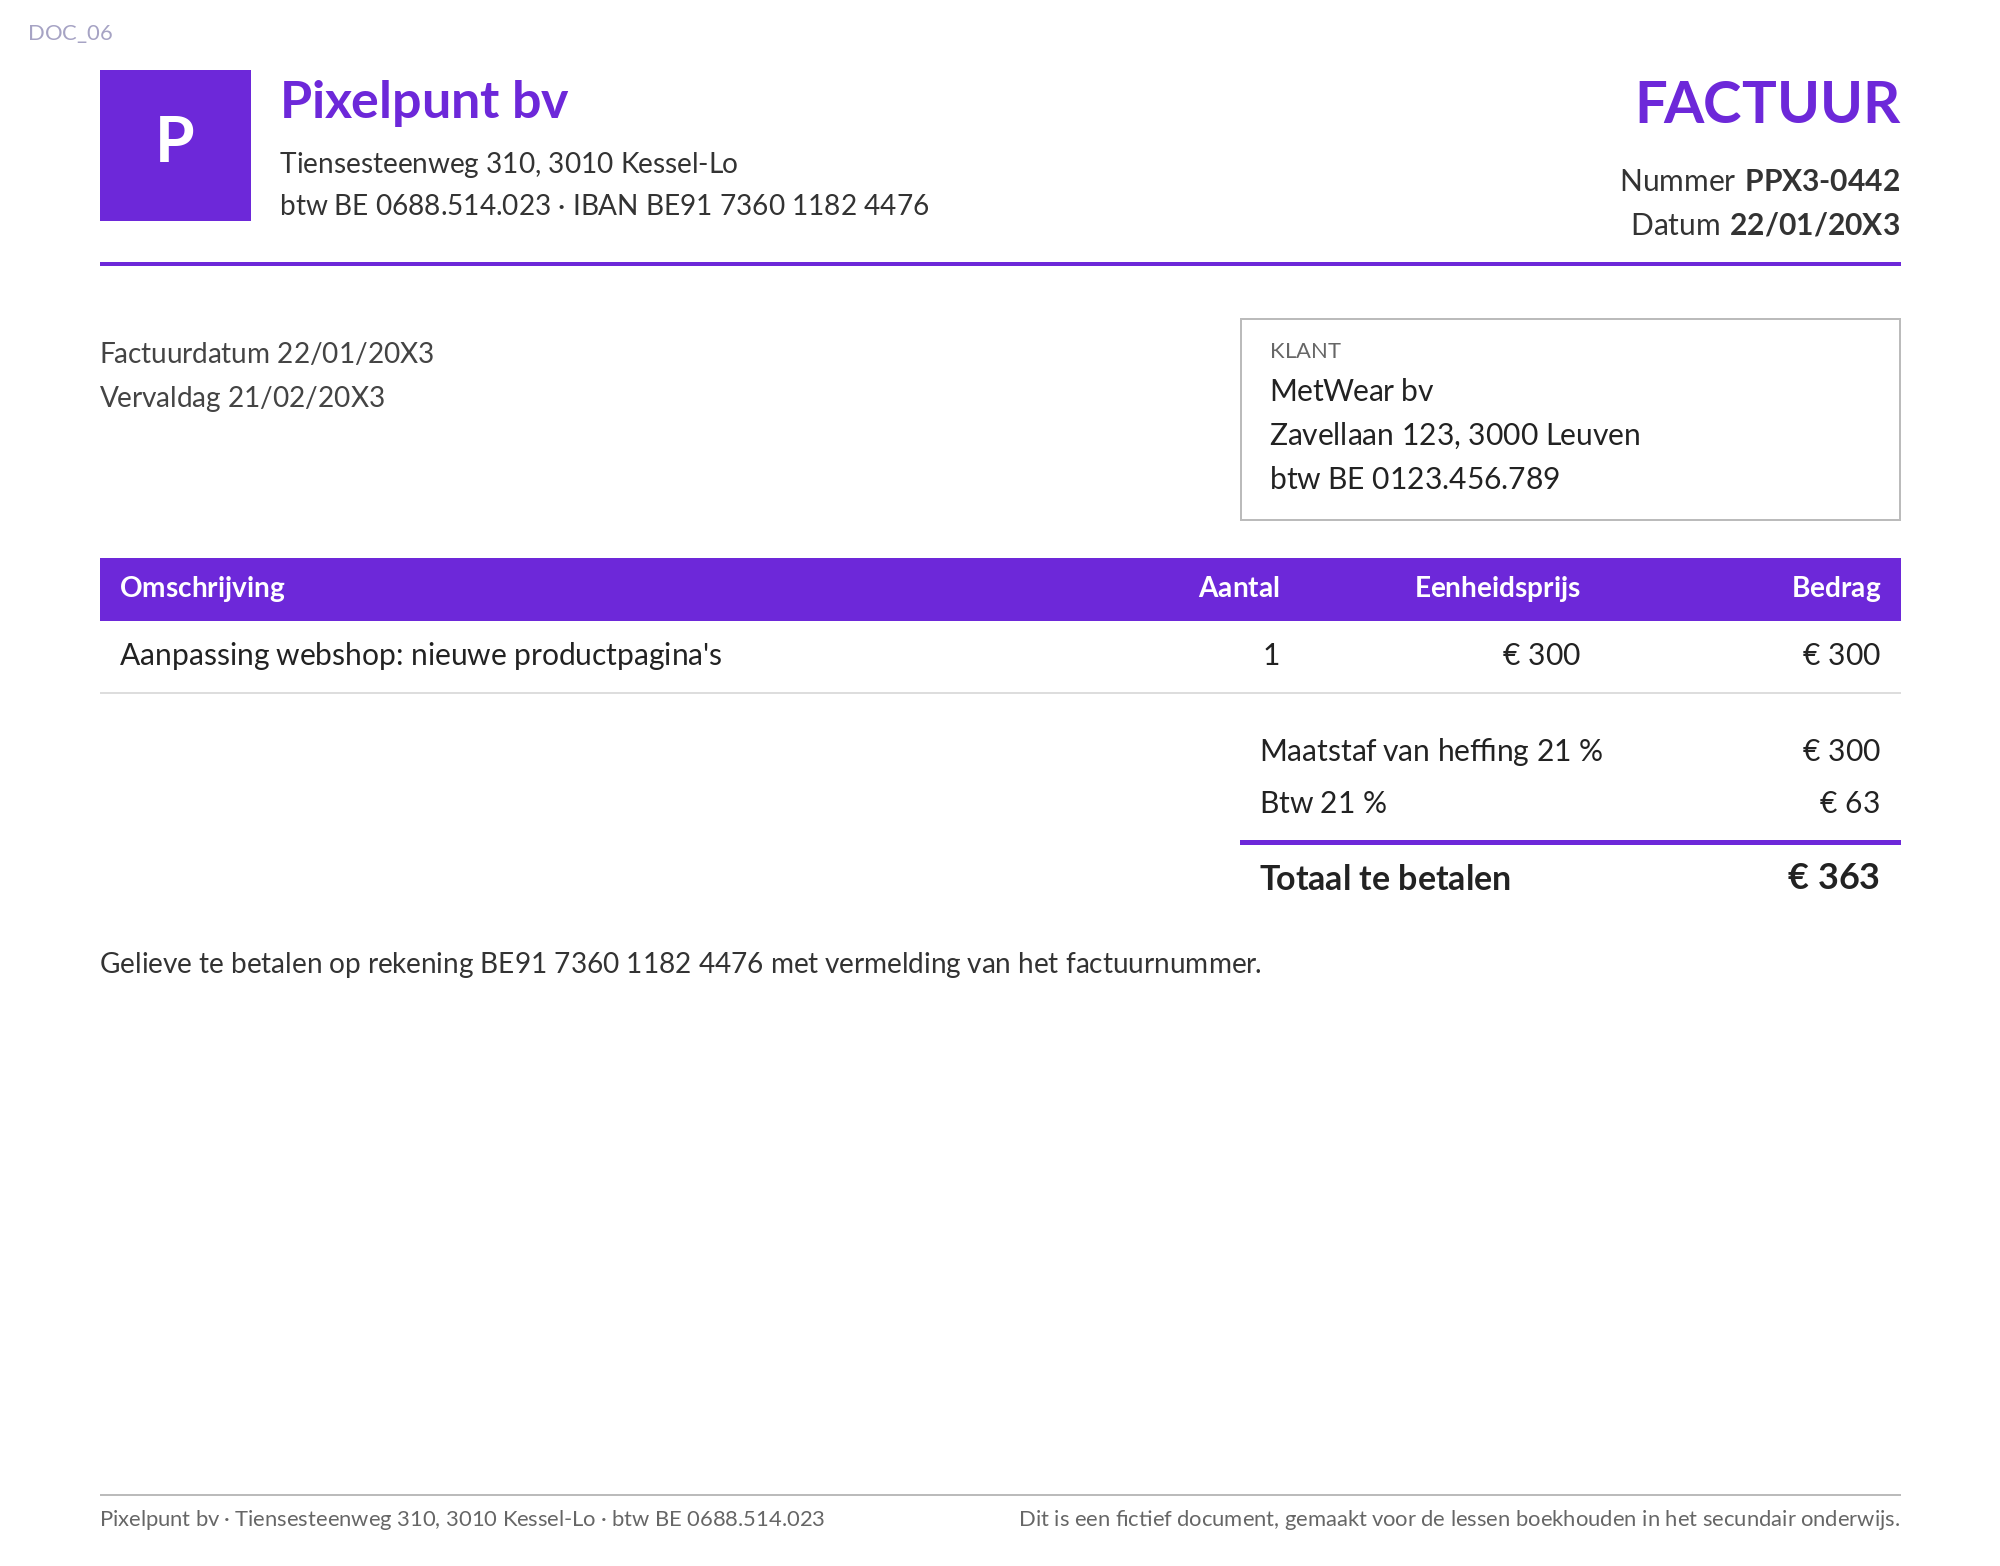 DOC_06
P
Pixelpunt bv
Tiensesteenweg 310, 3010 Kessel-Lo
btw BE 0688.514.023 · IBAN BE91 7360 1182 4476
FACTUUR
Nummer PPX3-0442
Datum 22/01/20X3
Factuurdatum 22/01/20X3
Vervaldag 21/02/20X3
KLANT
MetWear bv
Zavellaan 123, 3000 Leuven
btw BE 0123.456.789
Omschrijving Aantal Eenheidsprijs Bedrag
Aanpassing webshop: nieuwe productpagina's 1 € 300 € 300
Maatstaf van heffing 21 % € 300
Btw 21 % € 63
Totaal te betalen € 363
Gelieve te betalen op rekening BE91 7360 1182 4476 met vermelding van het factuurnummer.
Pixelpunt bv · Tiensesteenweg 310, 3010 Kessel-Lo · btw BE 0688.514.023
Dit is een fictief document, gemaakt voor de lessen boekhouden in het secundair onderwijs.